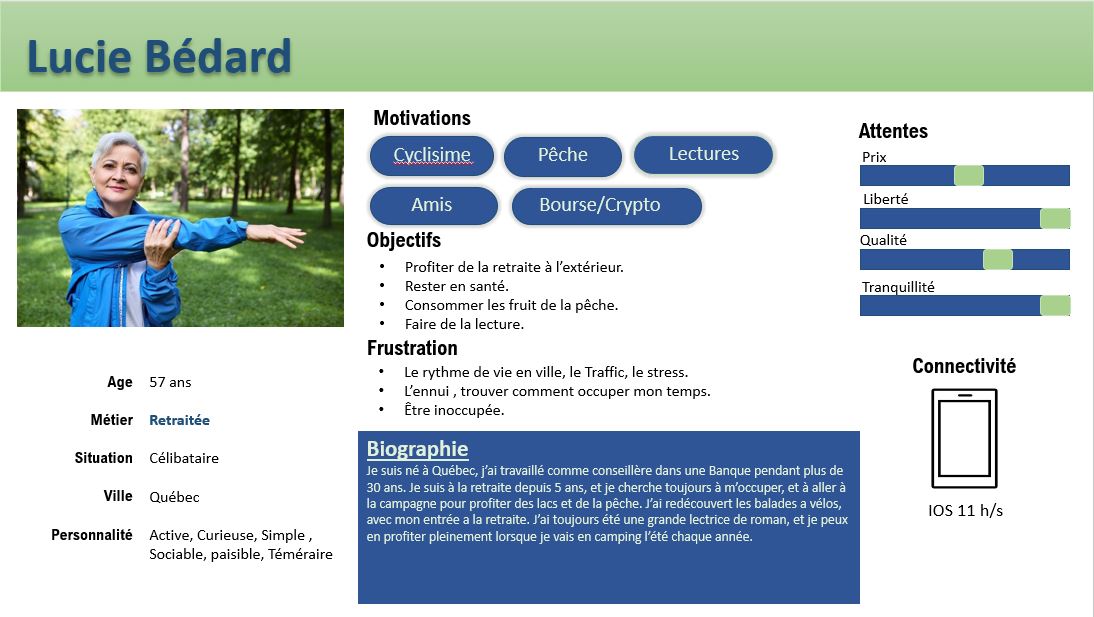 Lucie Bédard
Motivations
Cyclisime
Pêche
Lectures
Amis
Bourse/Crypto
Objectifs
• Profiter de la retraite à l’extérieur.
• Rester en santé.
• Consommer les fruit de la pêche.
• Faire de la lecture.
Frustration
• Le rythme de vie en ville, le Traffic, le stress.
• L’ennui , trouver comment occuper mon temps.
• Être inoccupée.
Age 57 ans
Métier Retraitée
Situation Célibataire
Ville Québec
Personnalité Active, Curieuse, Simple ,
Sociable, paisible, Téméraire
Biographie
Je suis né à Québec, j’ai travaillé comme conseillère dans une Banque pendant plus de
30 ans. Je suis à la retraite depuis 5 ans, et je cherche toujours à m’occuper, et à aller à
la campagne pour profiter des lacs et de la pêche. J’ai redécouvert les balades a vélos,
avec mon entrée a la retraite. J’ai toujours été une grande lectrice de roman, et je peux
en profiter pleinement lorsque je vais en camping l’été chaque année.
Attentes
Prix
Liberté
Qualité
Tranquillité
Connectivité
IOS 11 h/s